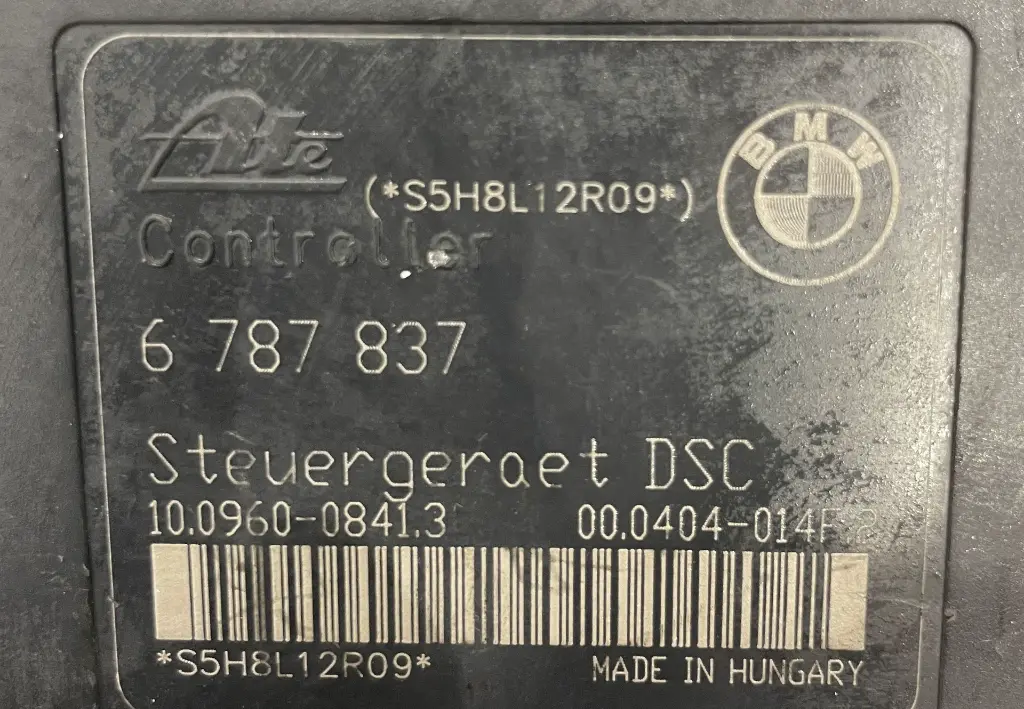 Ate
BMW
(*S5H8L12R09*)
Controller
6 787 837
Steuergeraet DSC
10.0960-0841.3
*S5H8L12R09*
MADE IN HUNGARY